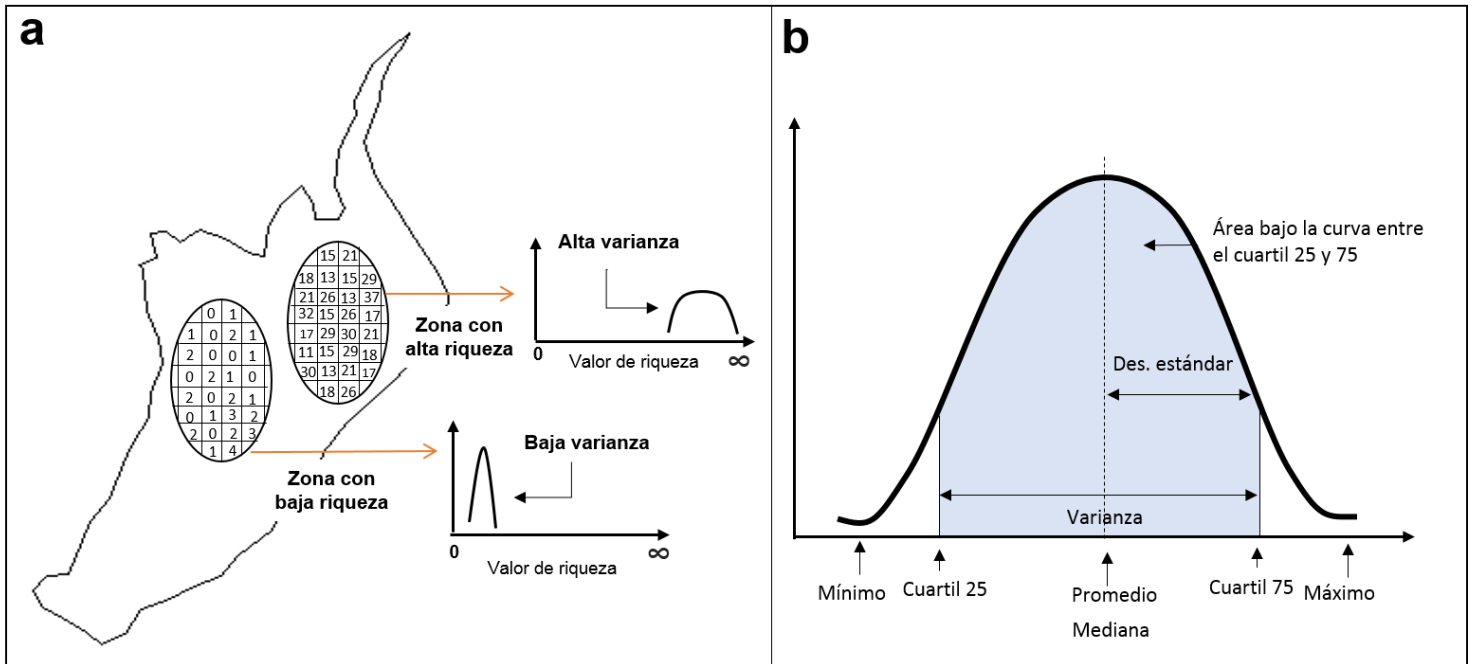 a
15 21
18 13 15 29
21 26 13 37
32 15 26 17
17 29 30 21
11 15 29 18
30 13 21 17
18 26
0 1
1 0 2 1
2 0 0 1
0 2 1 0
2 0 2 1
0 1 3 2
2 0 2 3
1 4
Zona con
alta riqueza
Alta varianza
0
∞
Valor de riqueza
Zona con
baja riqueza
Baja varianza
0
∞
Valor de riqueza
b
Área bajo la curva entre
el cuartil 25 y 75
Des. estándar
Varianza
Mínimo
Cuartil 25
Promedio
Mediana
Cuartil 75
Máximo